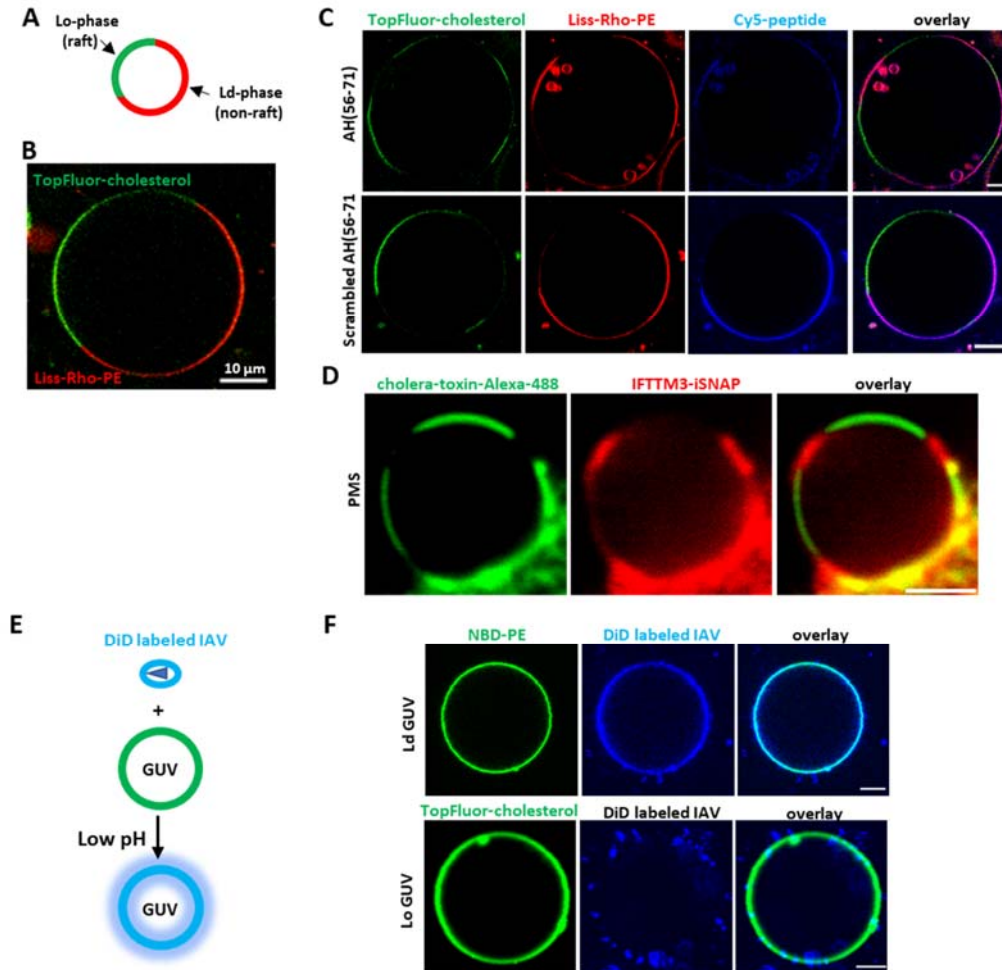 A
Lo-phase
(raft)
Ld-phase
(non-raft)
B
TopFluor-cholesterol
Liss-Rho-PE
10 μm
C
TopFluor-cholesterol Liss-Rho-PE Cy5-peptide overlay
AH(56-71)
Scrambled AH(56-71
D
cholera-toxin-Alexa-488 IFTTM3-iSNAP overlay
PMS
E
DiD labeled IAV
+
GUV
Low pH
GUV
F
NBD-PE DiD labeled IAV overlay
Ld GUV
TopFluor-cholesterol DiD labeled IAV overlay
Lo GUV